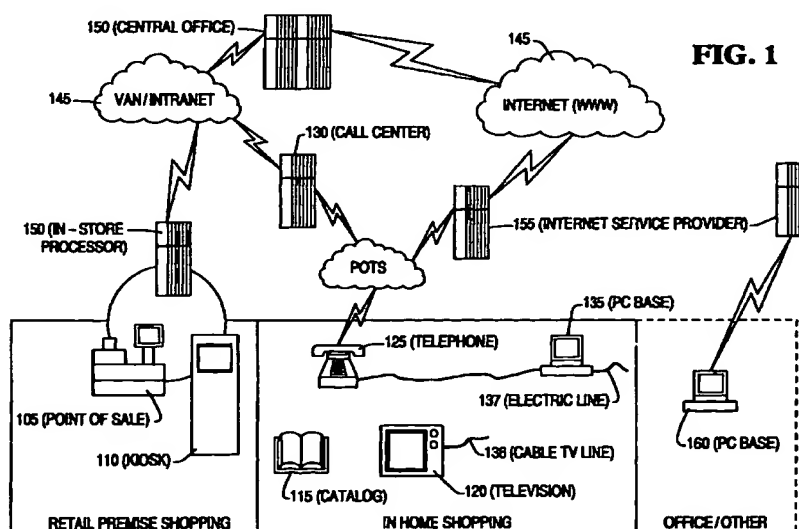 150 (CENTRAL OFFICE)
145
FIG. 1
145
VAN/INTRANET
INTERNET (WWW)
130 (CALL CENTER)
150 (IN-STORE
PROCESSOR)
155 (INTERNET SERVICE PROVIDER)
POTS
135 (PC BASE)
125 (TELEPHONE)
137 (ELECTRIC LINE)
105 (POINT OF SALE)
160 (PC BASE)
138 (CABLE TV LINE)
110 (KIOSK)
115 (CATALOG)
120 (TELEVISION)
RETAIL PREMISE SHOPPING
IN HOME SHOPPING
OFFICE/OTHER